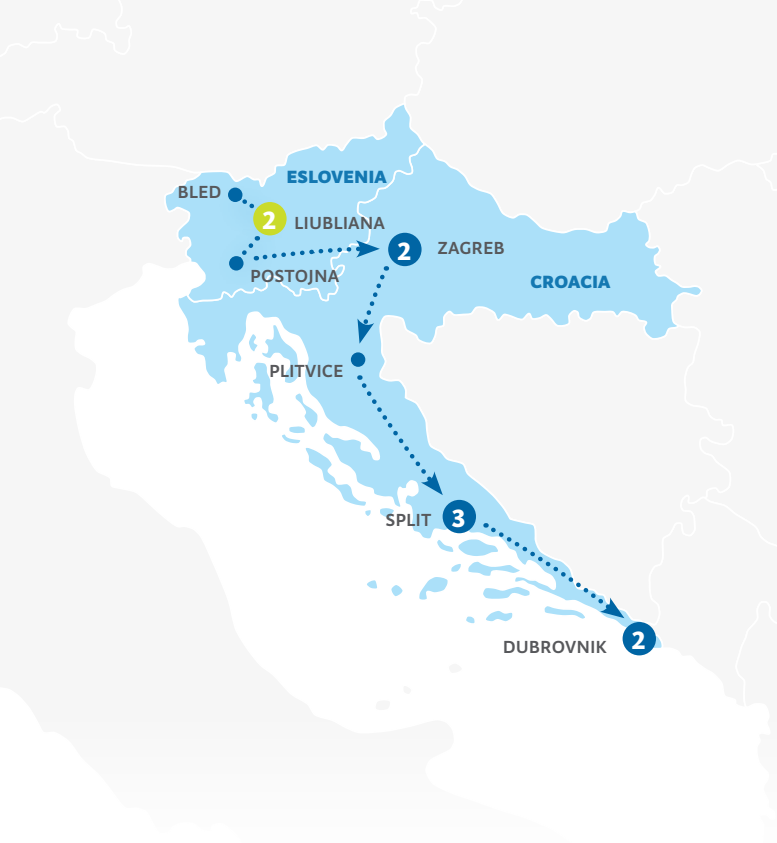 ESLOVENIA
BLED
2
LIUBLIANA
2
ZAGREB
POSTOJNA
CROACIA
PLITVICE
SPLIT
3
DUBROVNIK
2